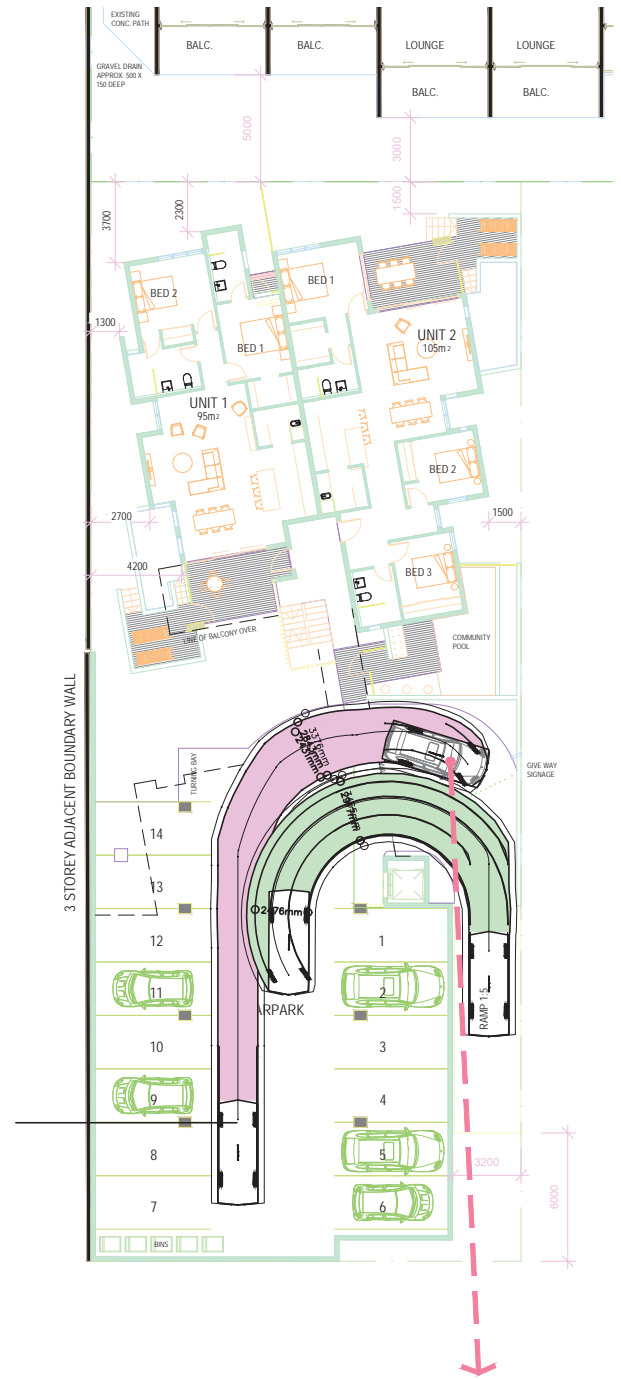 EXISTING
CONC. PATH
BALC.
BALC.
LOUNGE
LOUNGE
GRAVEL DRAIN
APPROX. 500 X
150 DEEP
BALC.
BALC.
5000
3000
1500
3700
2300
BED 2
BED 1
1300
BED 1
UNIT 2
105m2
UNIT 1
95m2
BED 2
2700
1500
4200
BED 3
LINE OF BALCONY OVER
COMMUNITY
POOL
3 STOREY ADJACENT BOUNDARY WALL
TURNING BAY
3376mm
GIVE WAY
SIGNAGE
14
13
2476mm
12
1
11
2
ARPARK
RAMP 1:5
10
3
9
4
8
5
3200
6000
7
6
BINS